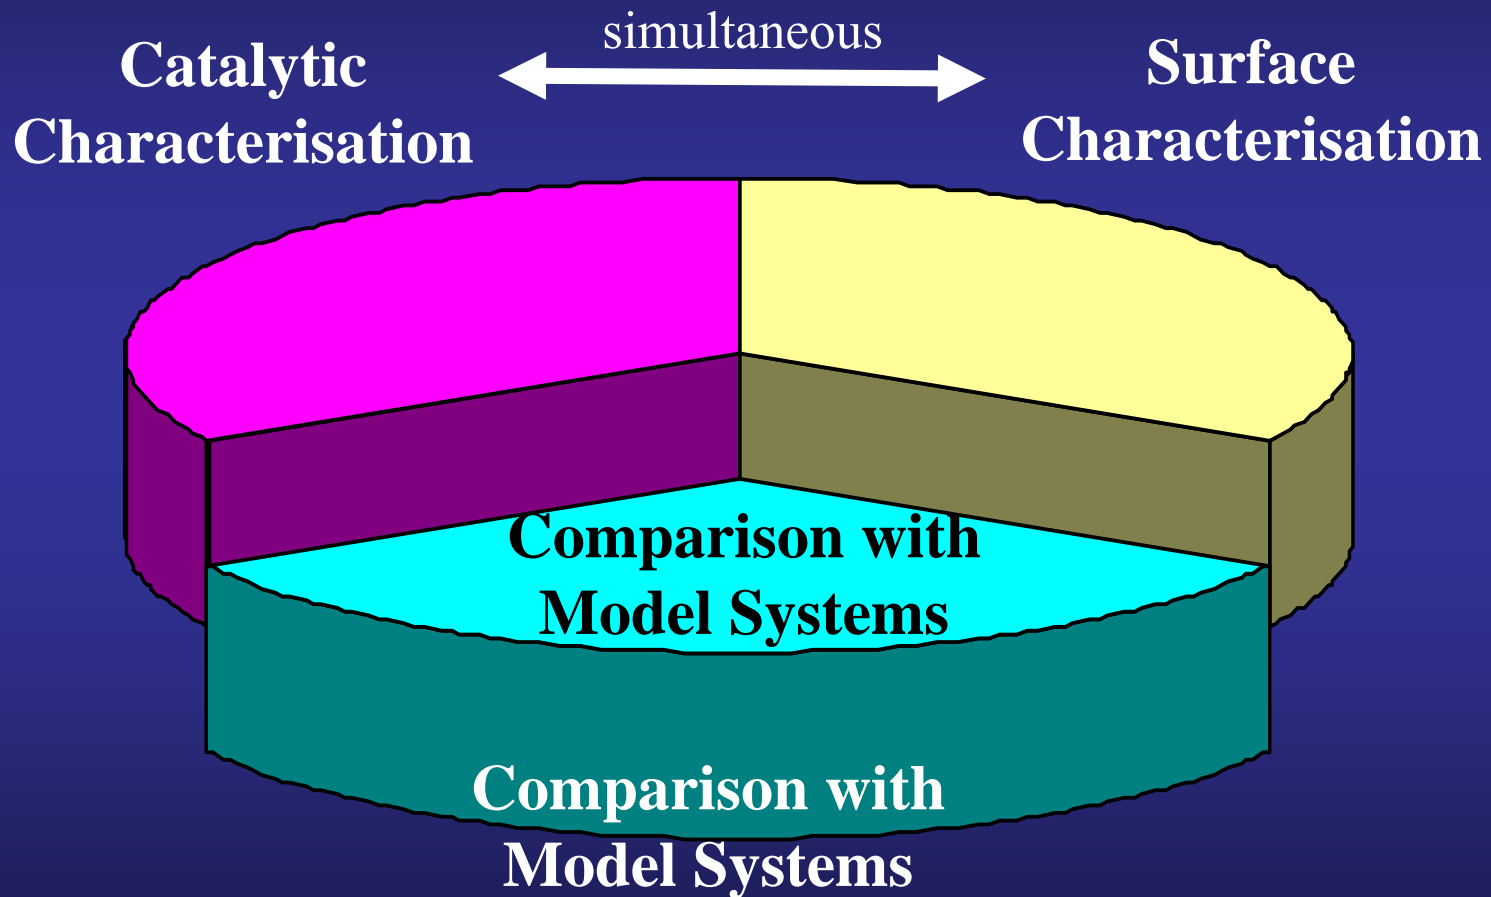 simultaneous
Catalytic
Characterisation
Surface
Characterisation
Comparison with
Model Systems
Comparison with
Model Systems